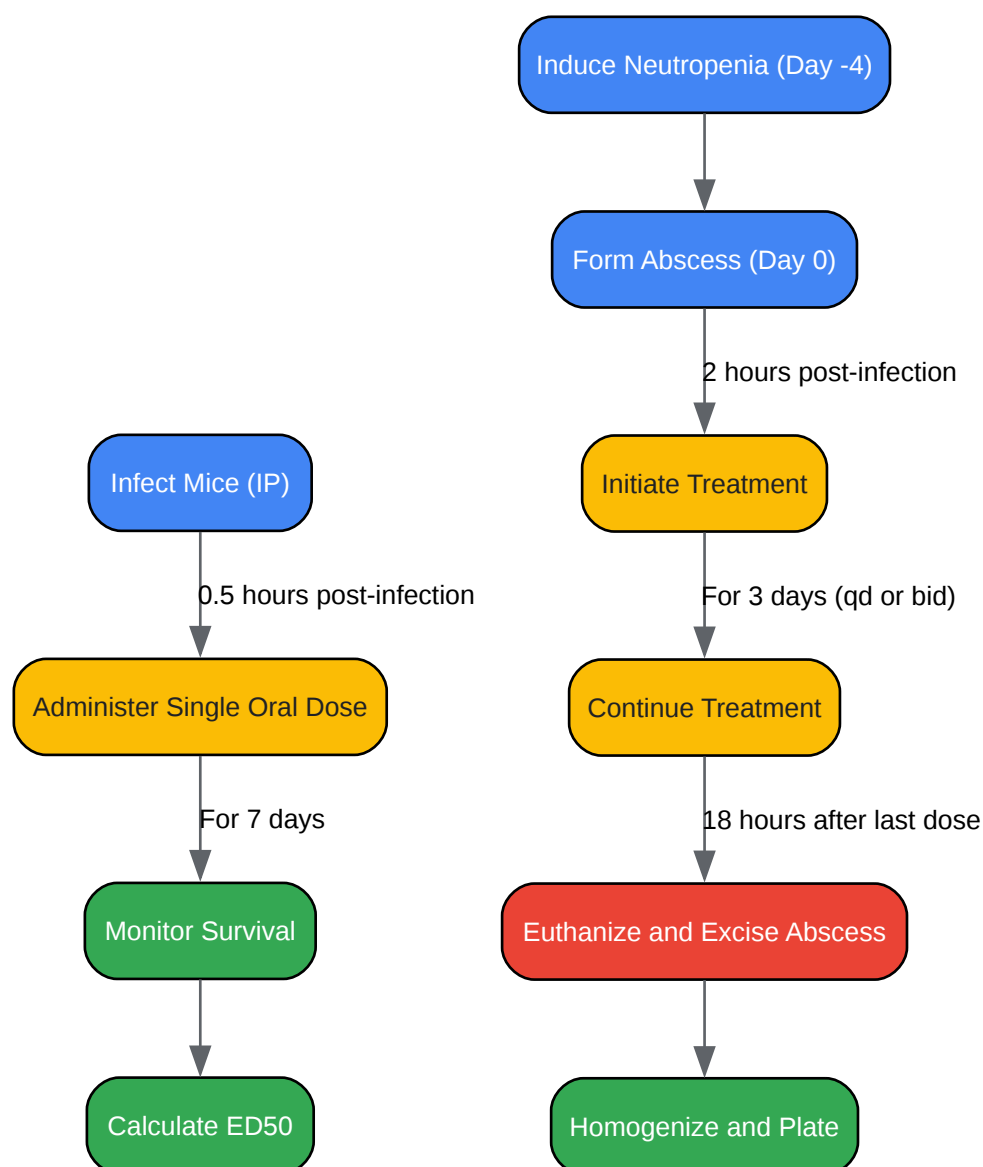 Infect Mice (IP)
0.5 hours post-infection
Administer Single Oral Dose
For 7 days
Monitor Survival
Calculate ED50
Induce Neutropenia (Day -4)
Form Abscess (Day 0)
2 hours post-infection
Initiate Treatment
For 3 days (qd or bid)
Continue Treatment
18 hours after last dose
Euthanize and Excise Abscess
Homogenize and Plate